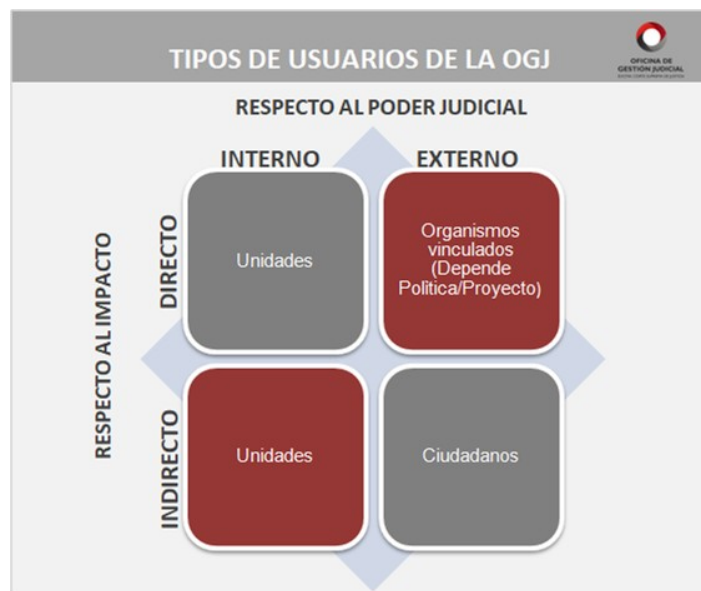 TIPOS DE USUARIOS DE LA OGJ
OFICINA DE
GESTIÓN JUDICIAL
RESPECTO AL PODER JUDICIAL
INTERNO
EXTERNO
RESPECTO AL IMPACTO
DIRECTO
Unidades
Organismos
vinculados
(Depende
Política/Proyecto)
INDIRECTO
Unidades
Ciudadanos